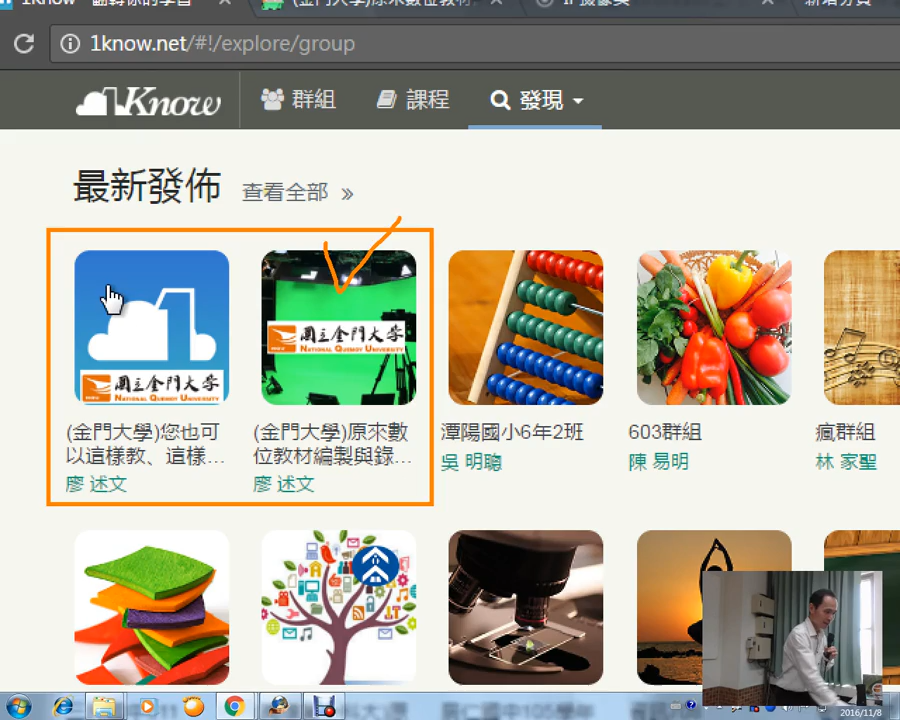 1know.net/#!/explore/group
1Know 群組 課程 發現
最新發佈 查看全部 »
國立金門大學
NATIONAL QUEMOY UNIVERSITY
國立金門大學
NATIONAL QUEMOY UNIVERSITY
(金門大學)您也可
以這樣教、這樣...
廖 述文
(金門大學)原來數
位教材編製與錄...
廖 述文
潭陽國小6年2班
吳 明聰
603群組
陳 易明
瘋群組
林 家聖
2016/11/8